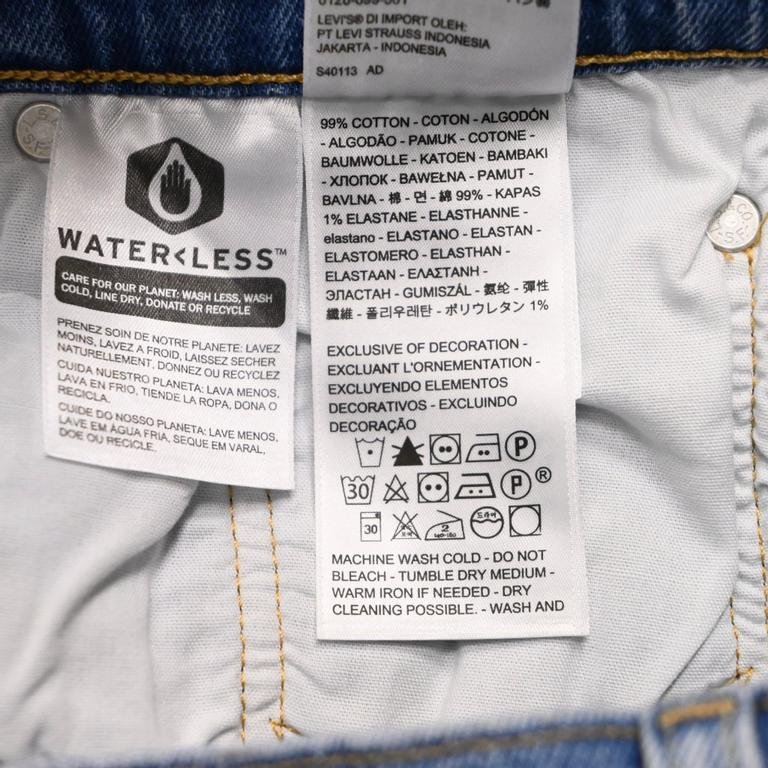 LEVI'S® DI IMPORT OLEH:
PT LEVI STRAUSS INDONESIA
JAKARTA - INDONESIA
S40113 AD
WATER<LESS™
CARE FOR OUR PLANET: WASH LESS, WASH
COLD, LINE DRY, DONATE OR RECYCLE
PRENEZ SOIN DE NOTRE PLANETE: LAVEZ
MOINS, LAVEZ A FROID, LAISSEZ SECHER
NATURELLEMENT, DONNEZ OU RECYCLEZ
CUIDA NUESTRO PLANETA: LAVA MENOS,
LAVA EN FRIO, TIENDE LA ROPA, DONA O
RECICLA.
CUIDE DO NOSSO PLANETA: LAVE MENOS,
LAVE EM ÁGUA FRIA, SEQUE EM VARAL,
DOE OU RECICLE.
99% COTTON - COTON - ALGODÓN
- ALGODÃO - PAMUK - COTONE -
BAUMWOLLE - KATOEN - BAMBAKI
- ХЛОПОК - BAWEŁNA - PAMUT -
BAVLNA - 棉 - 면 - 綿 99% - KAPAS
1% ELASTANE - ELASTHANNE -
elastano - ELASTANO - ELASTAN -
ELASTOMERO - ELASTHAN -
ELASTAAN - ΕΛΑΣΤΑΝΗ -
ЭЛАСТАН - GUMISZÁL - 氨纶 - 彈性
纖維 - 폴리우레탄 - ポリウレタン 1%
EXCLUSIVE OF DECORATION -
EXCLUANT L'ORNEMENTATION -
EXCLUYENDO ELEMENTOS
DECORATIVOS - EXCLUINDO
DECORAÇÃO
P
30 P ®
30 2 드라이
MACHINE WASH COLD - DO NOT
BLEACH - TUMBLE DRY MEDIUM -
WARM IRON IF NEEDED - DRY
CLEANING POSSIBLE. - WASH AND